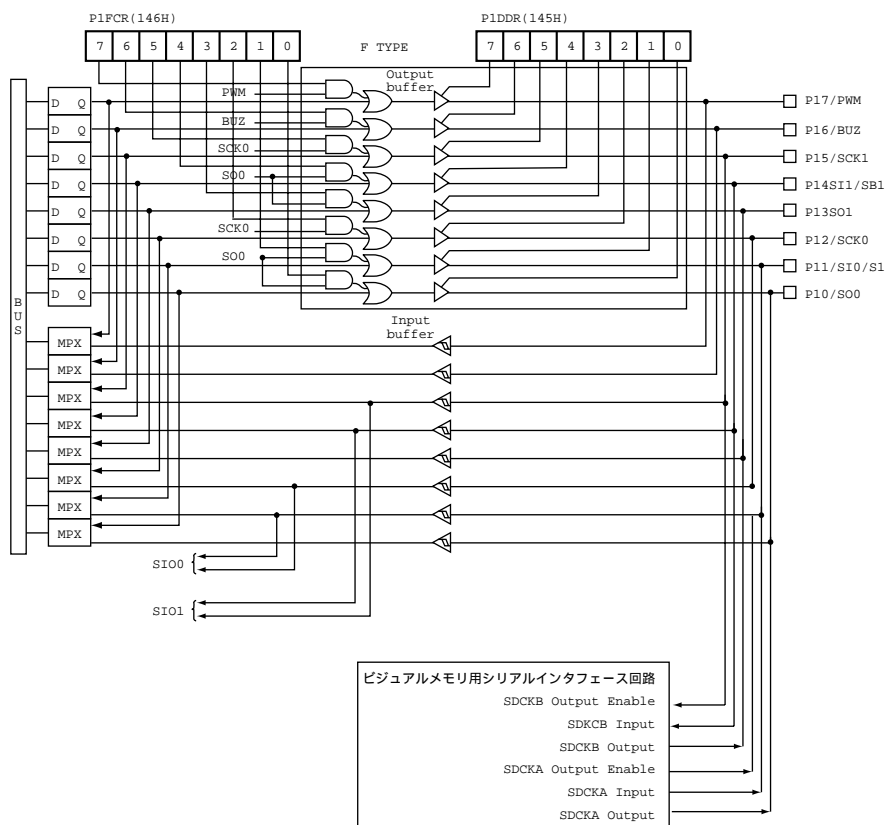 P1FCR(146H)
P1DDR(145H)
7 6 5 4 3 2 1 0
F TYPE
7 6 5 4 3 2 1 0
Output
buffer
PWM
D Q
P17/PWM
BUZ
D Q
P16/BUZ
SCK0
D Q
P15/SCK1
SO0
D Q
P14SI1/SB1
D Q
P13SO1
SCK0
D Q
P12/SCK0
SO0
D Q
P11/SI0/S1
D Q
P10/SO0
BUS
Input
buffer
MPX
MPX
MPX
MPX
MPX
MPX
MPX
MPX
SIO0
SIO1
ビジュアルメモリ用シリアルインタフェース回路
SDCKB Output Enable
SDKCB Input
SDCKB Output
SDCKA Output Enable
SDCKA Input
SDCKA Output